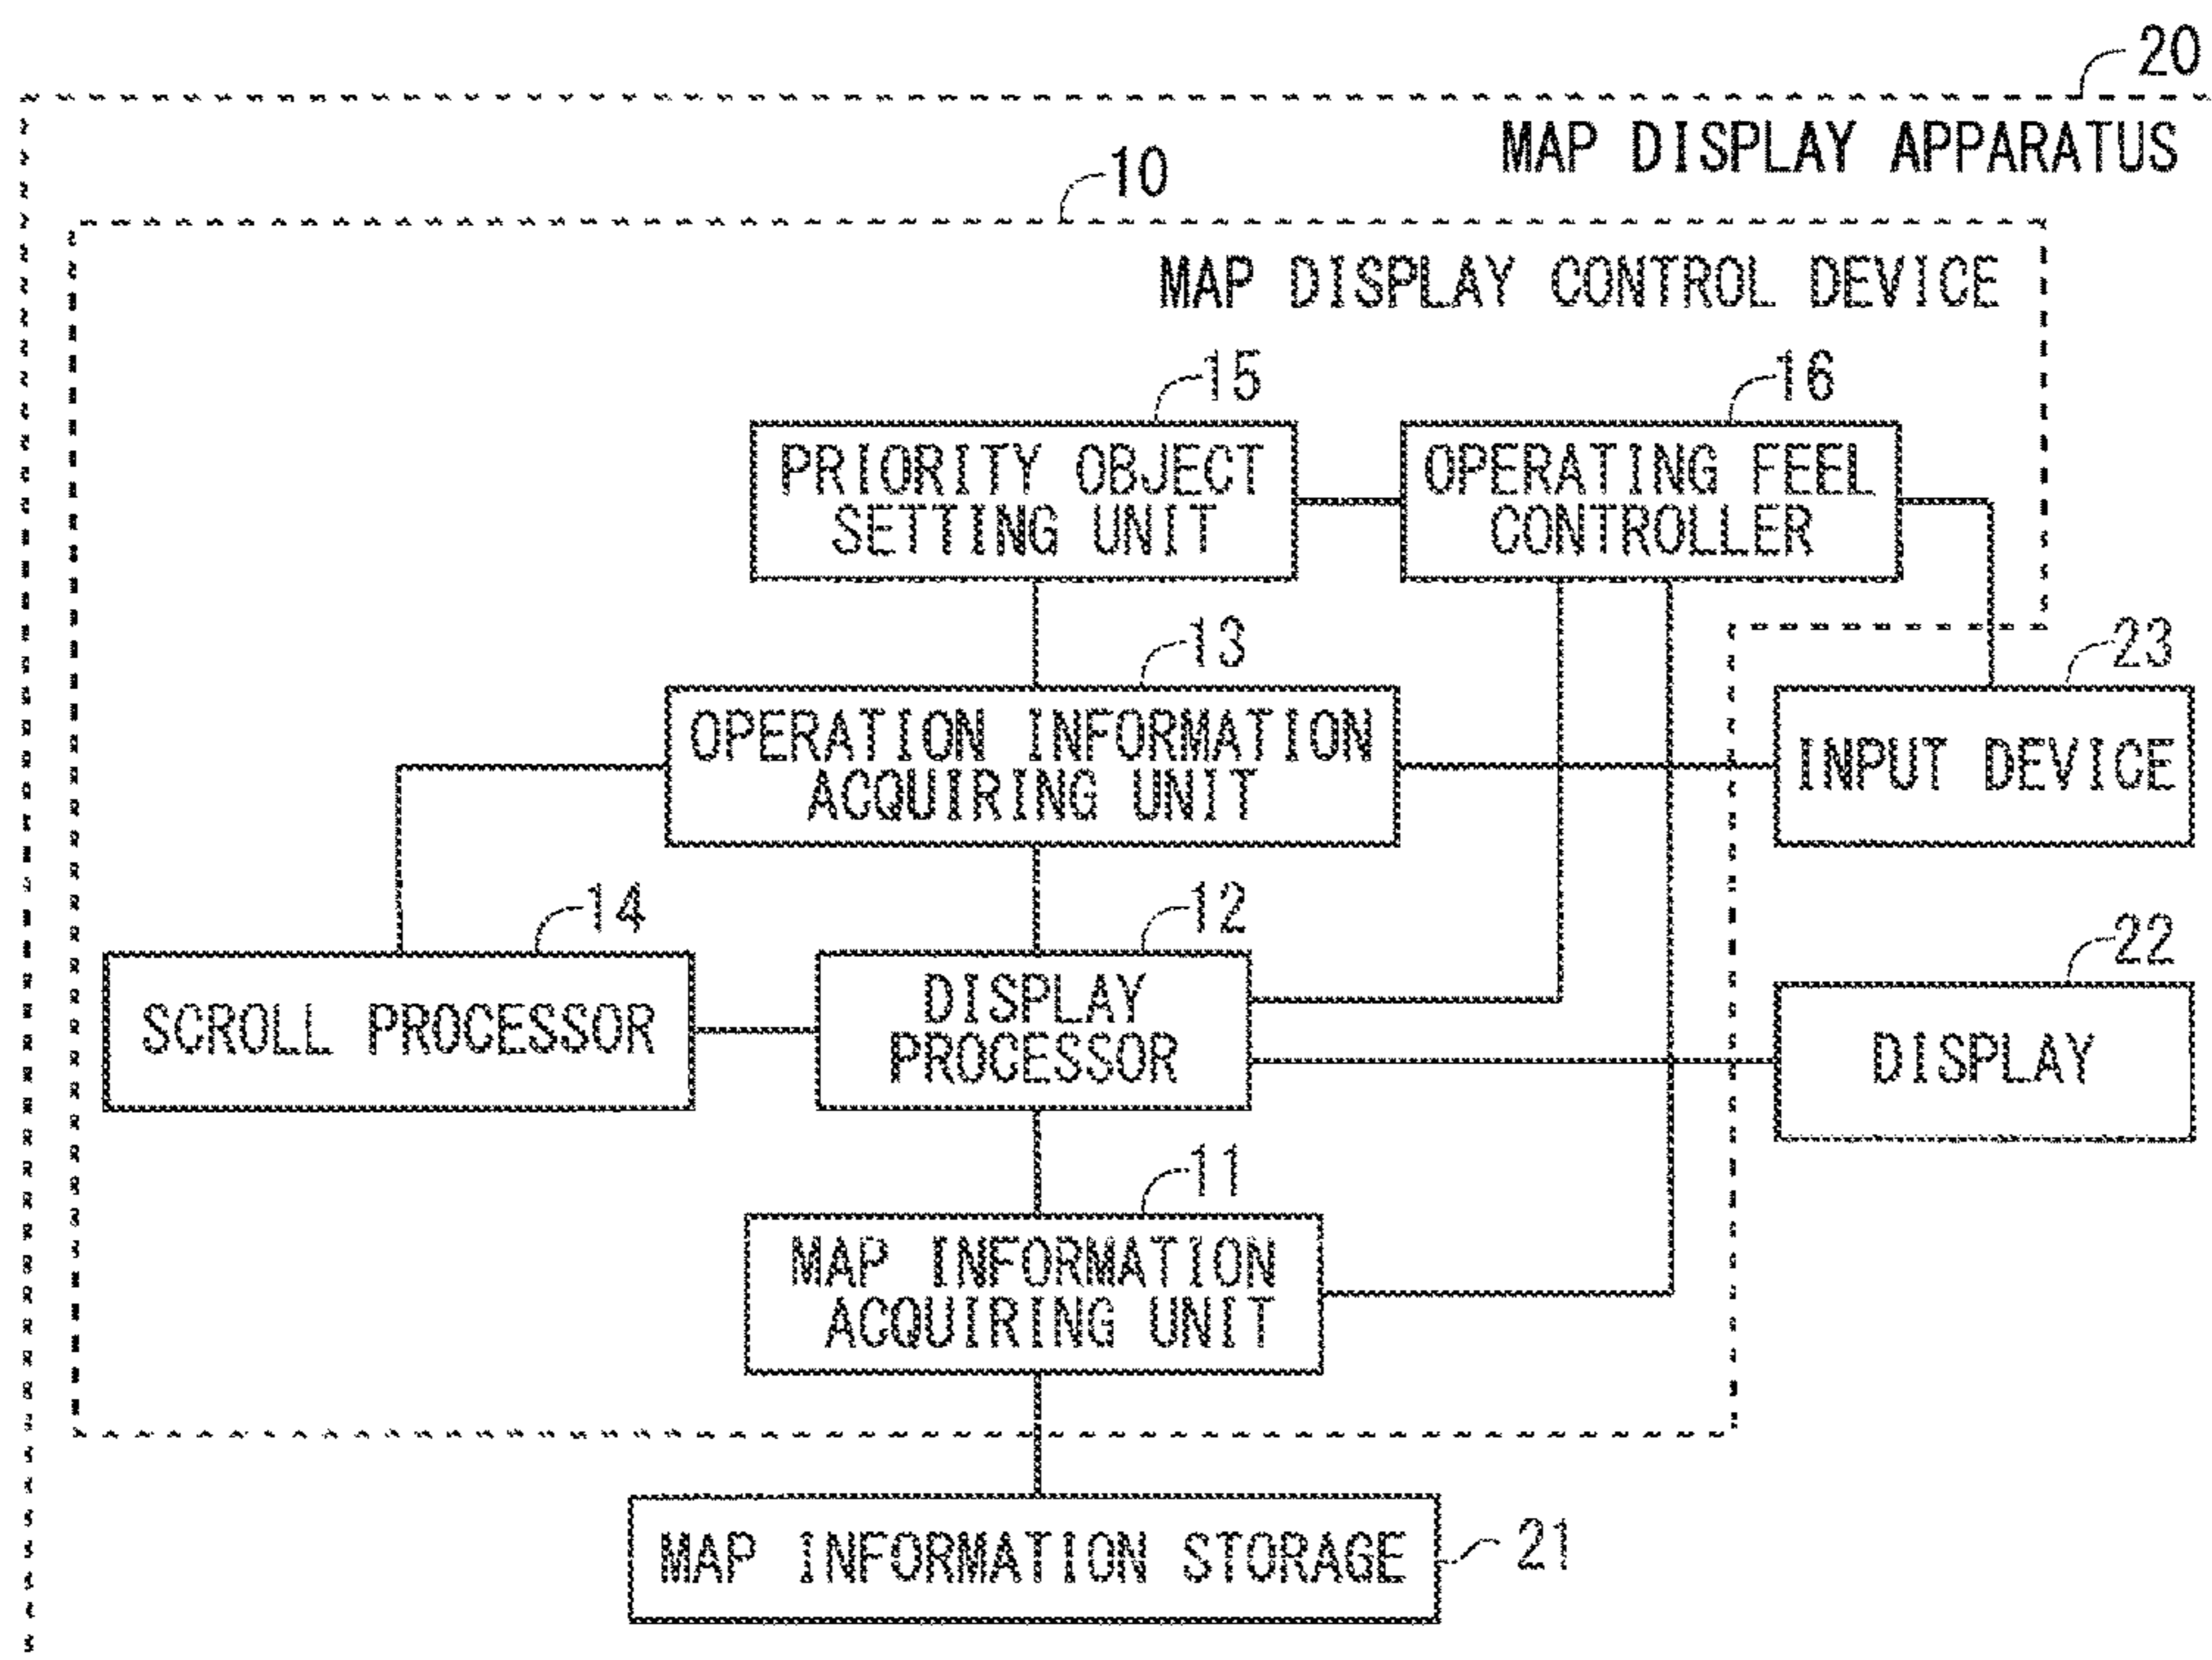 20
MAP DISPLAY APPARATUS
10
MAP DISPLAY CONTROL DEVICE
15
PRIORITY OBJECT
SETTING UNIT
16
OPERATING FEEL
CONTROLLER
13
OPERATION INFORMATION
ACQUIRING UNIT
23
INPUT DEVICE
14
SCROLL PROCESSOR
12
DISPLAY
PROCESSOR
22
DISPLAY
11
MAP INFORMATION
ACQUIRING UNIT
MAP INFORMATION STORAGE
21